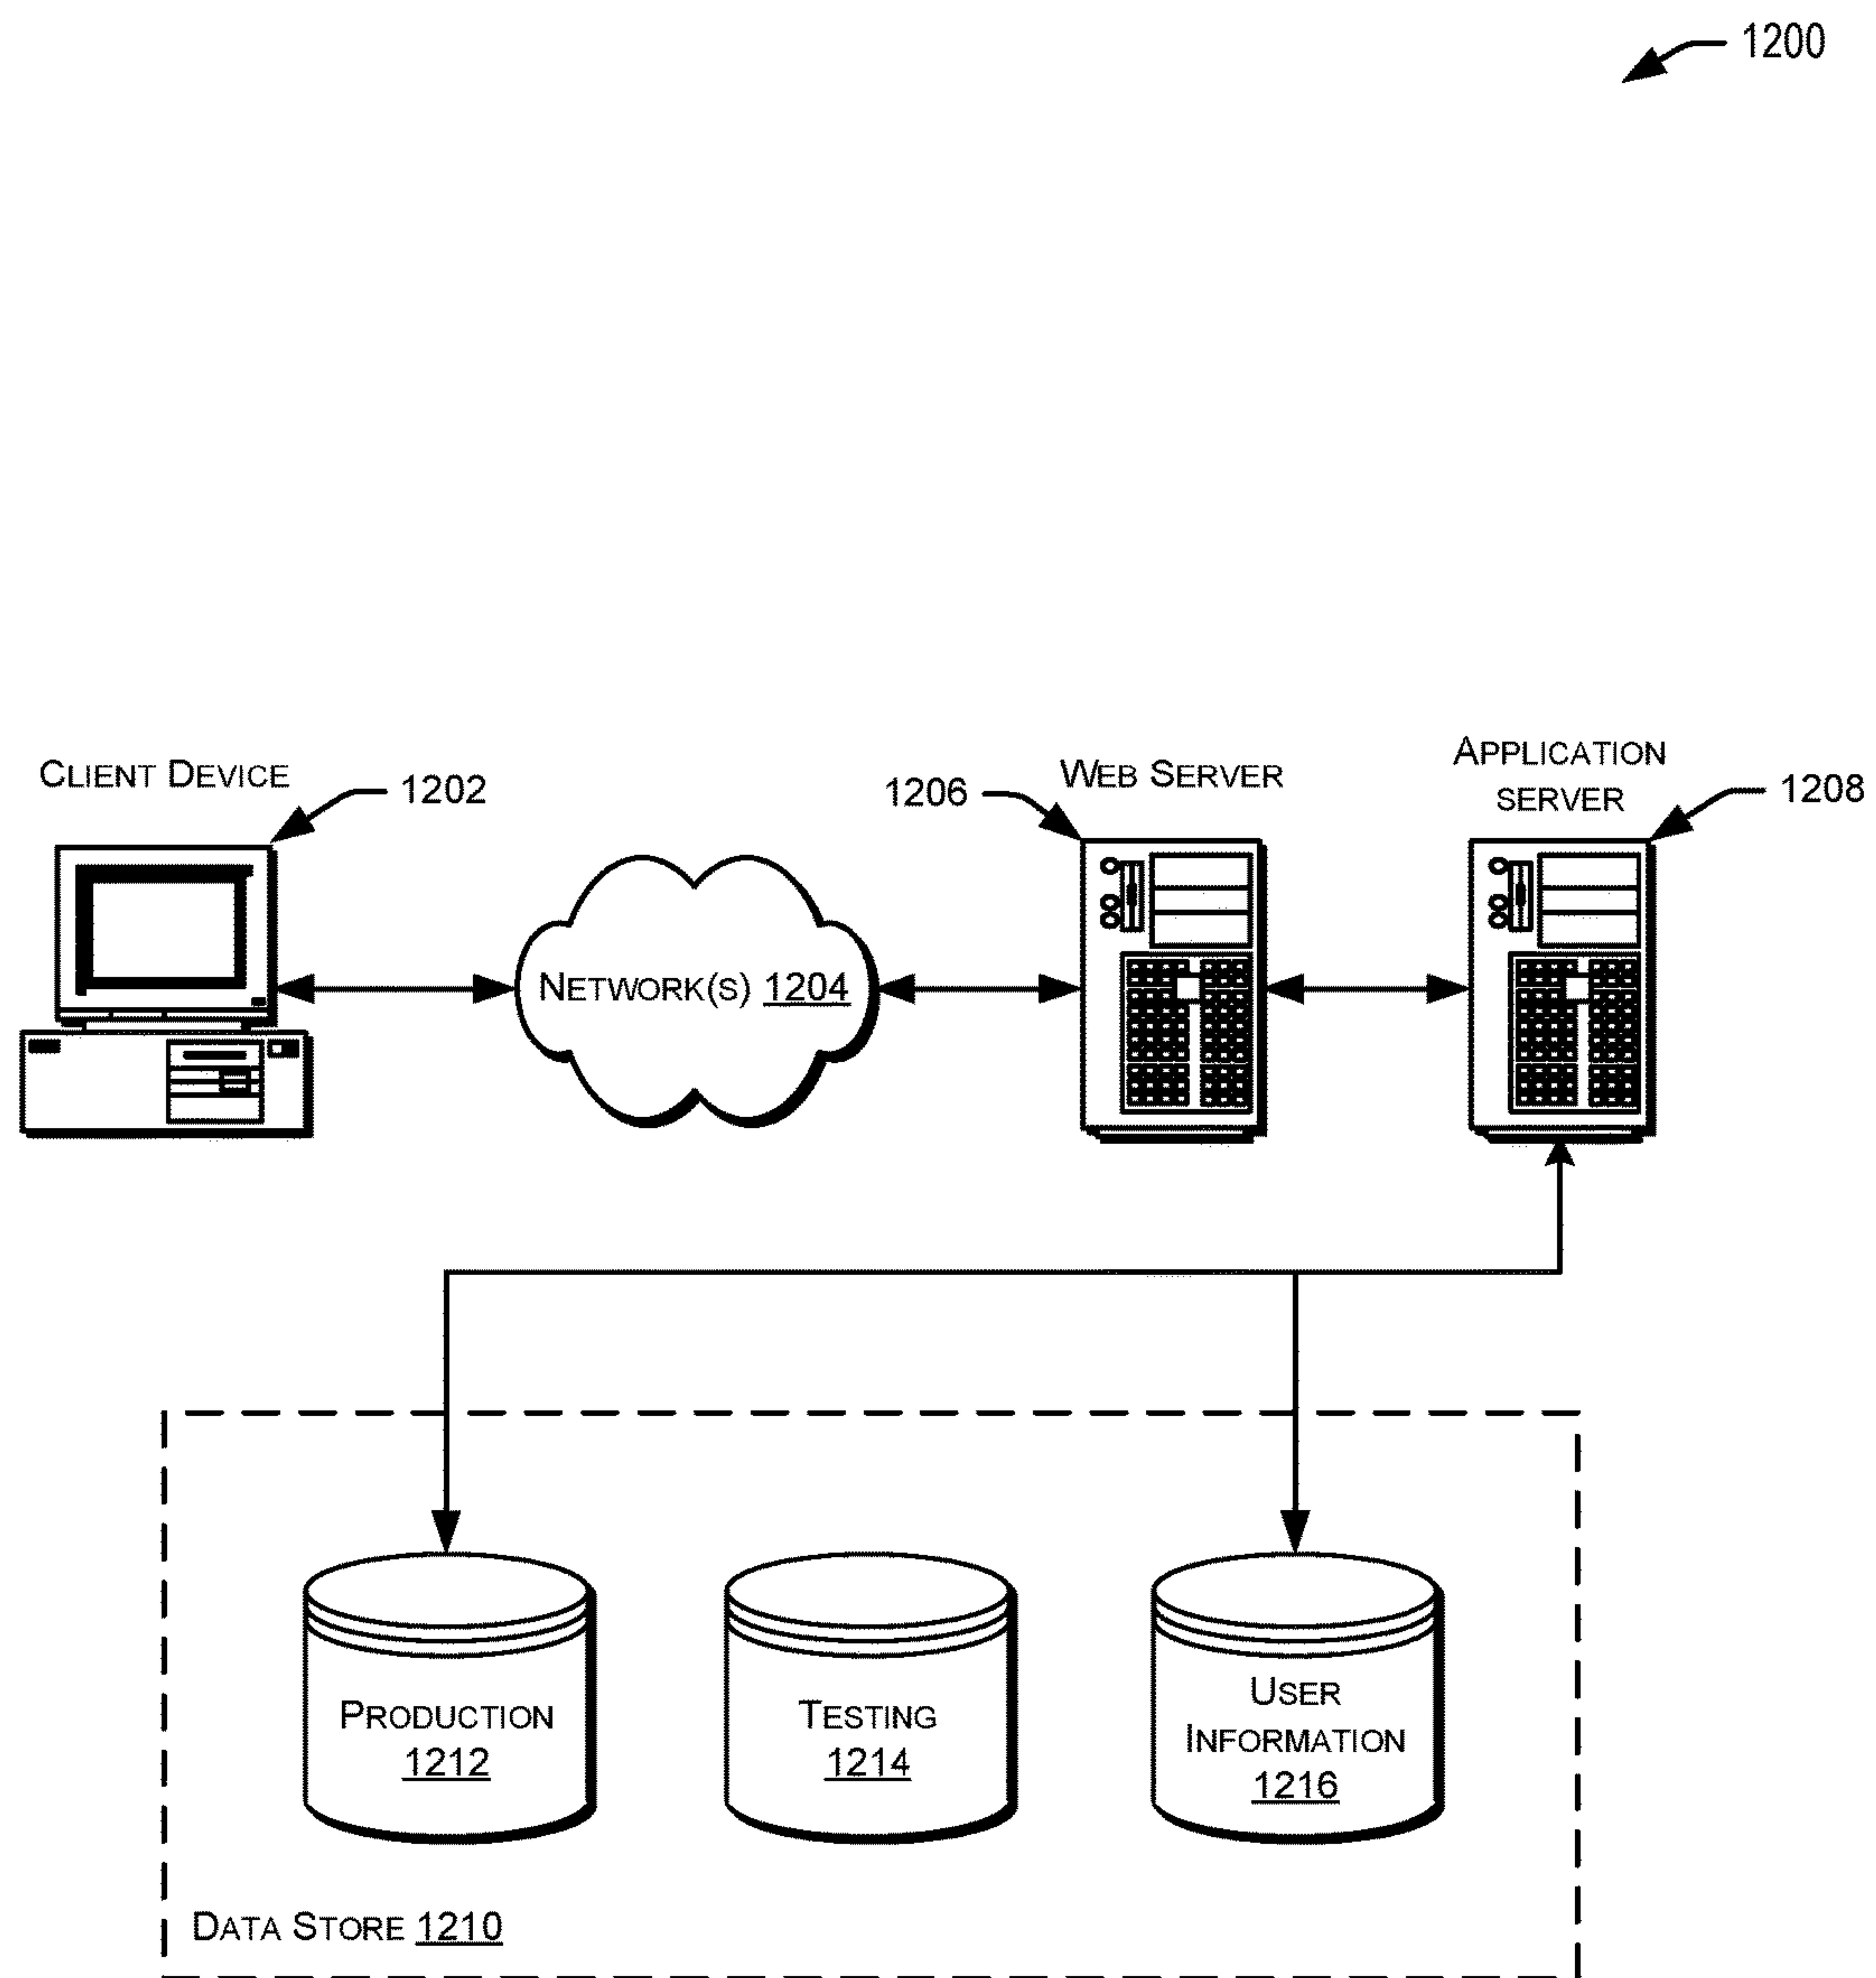 1200
CLIENT DEVICE
1202
1206
WEB SERVER
APPLICATION
SERVER
1208
NETWORK(S) 1204
PRODUCTION
1212
TESTING
1214
USER
INFORMATION
1216
DATA STORE 1210